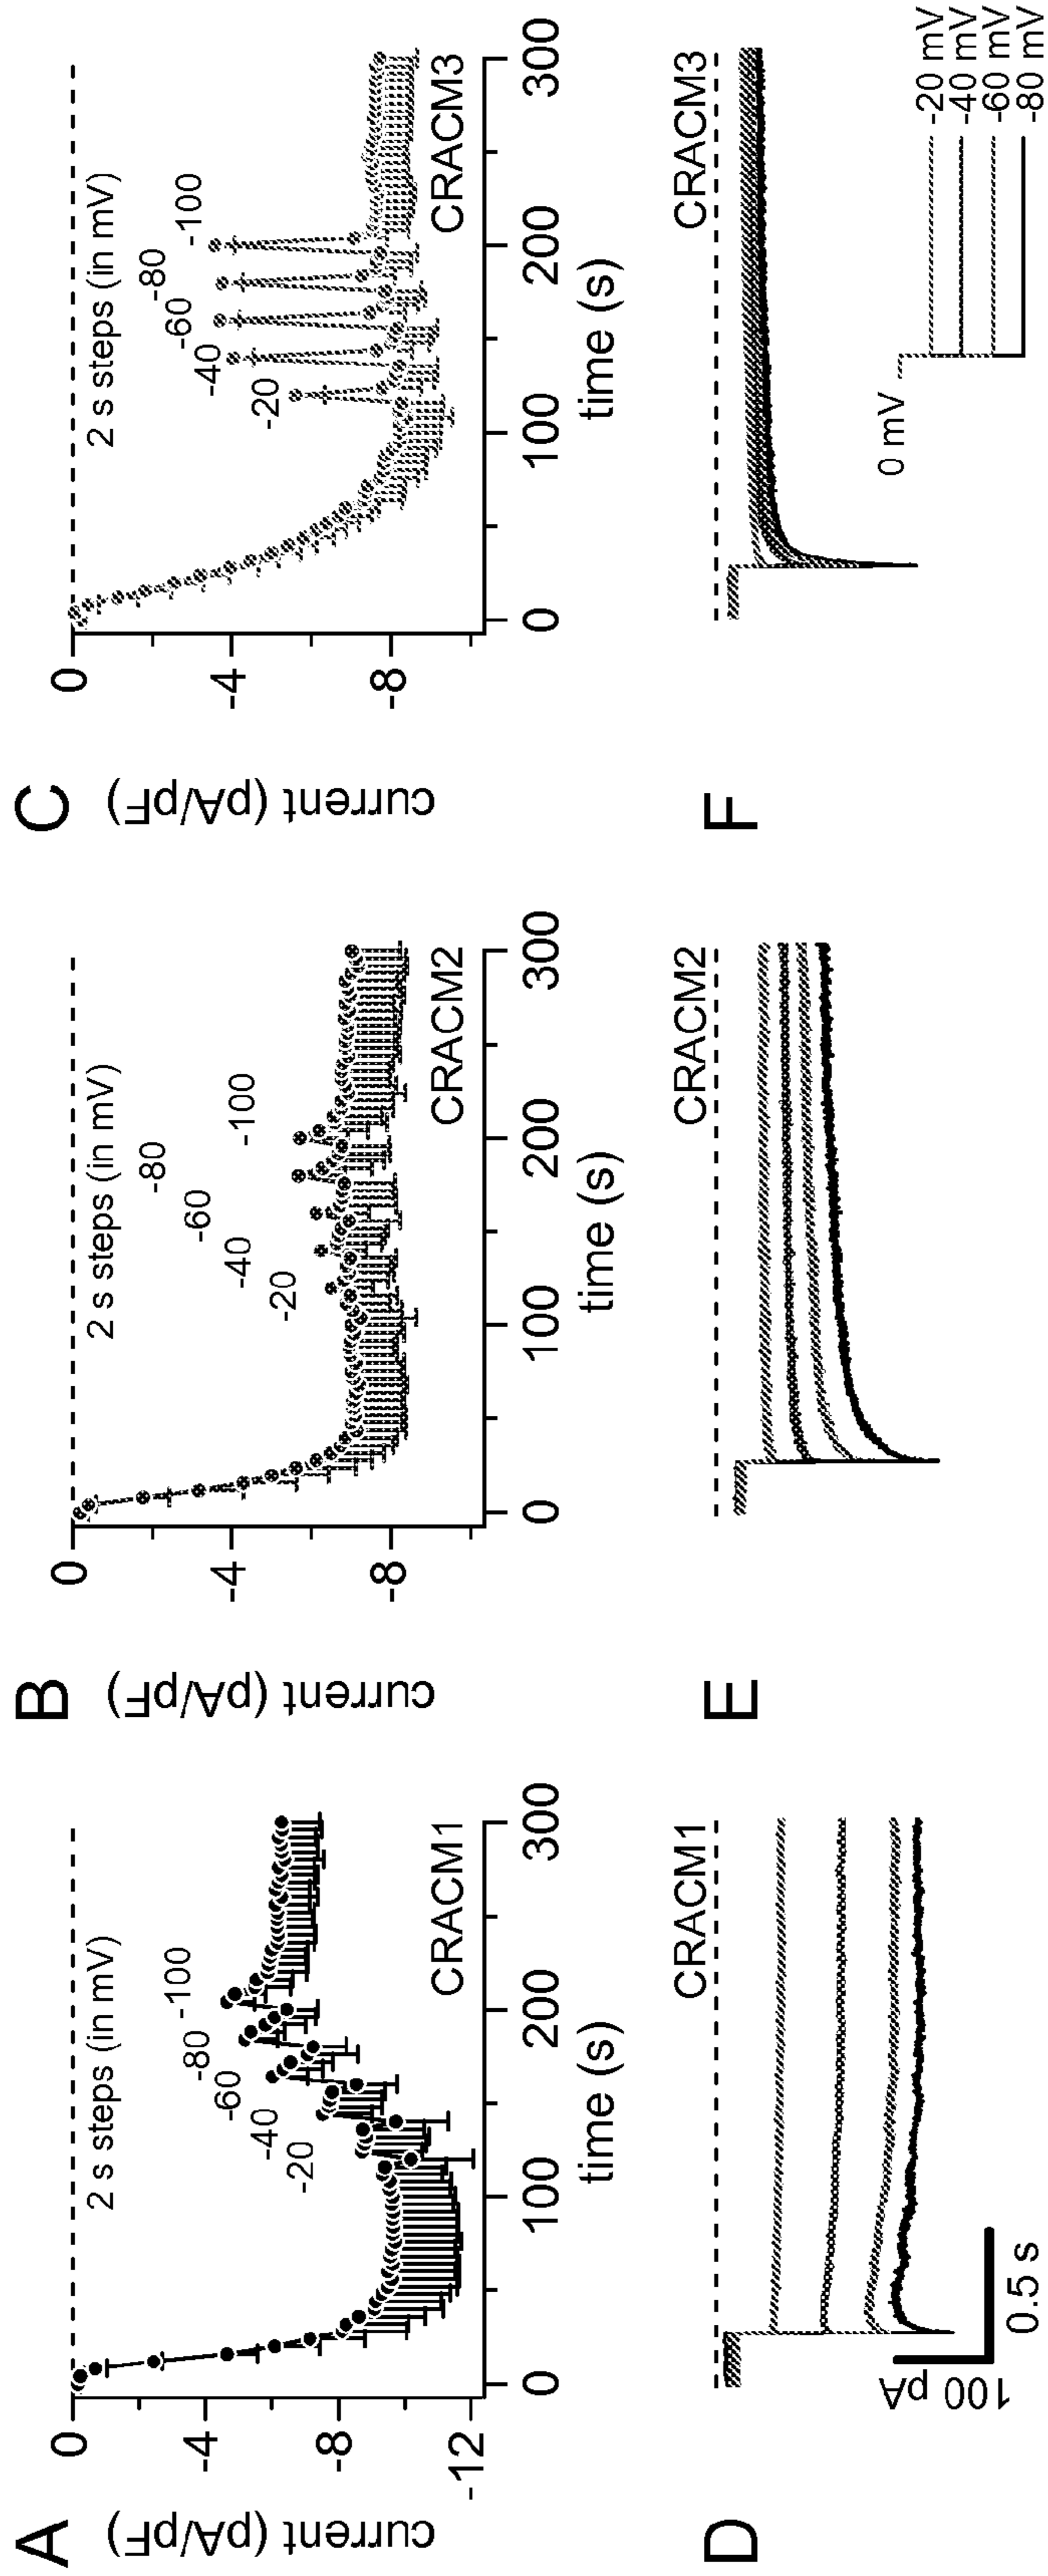 A
current (pA/pF)
0
-4
-8
-12
2 s steps (in mV)
-20
-40
-60
-80
-100
CRACM1
0
100
200
300
time (s)
B
current (pA/pF)
0
-4
-8
2 s steps (in mV)
-20
-40
-60
-80
-100
CRACM2
0
100
200
300
time (s)
C
current (pA/pF)
0
-4
-8
2 s steps (in mV)
-20
-40
-60
-80
-100
CRACM3
0
100
200
300
time (s)
D
CRACM1
100 pA
0.5 s
E
CRACM2
F
CRACM3
0 mV
-20 mV
-40 mV
-60 mV
-80 mV